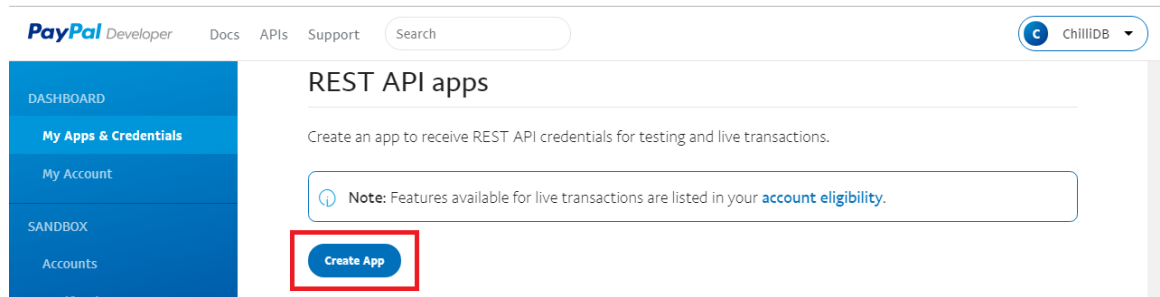 PayPal Developer Docs APIs Support Search C ChilliDB
DASHBOARD
My Apps & Credentials
My Account
SANDBOX
Accounts
REST API apps
Create an app to receive REST API credentials for testing and live transactions.
Note: Features available for live transactions are listed in your account eligibility.
Create App